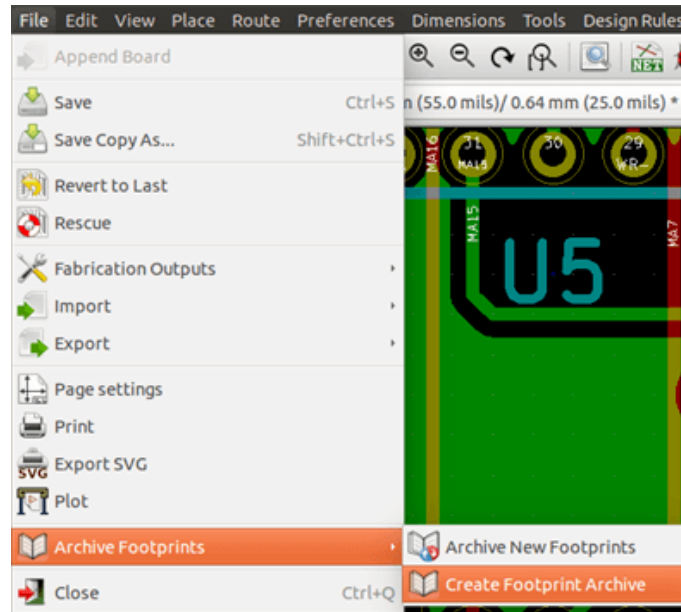 File Edit View Place Route Preferences Dimensions Tools Design Rules
Append Board
NET
Save Ctrl+S
(55.0 mils)/ 0.64 mm (25.0 mils) *
Save Copy As... Shift+Ctrl+S
MA16
31
MA15
30
29
WR-
Revert to Last
Rescue
MA15
MA7
U5
Fabrication Outputs
Import
Export
Page settings
Print
Export SVG
SVG
Plot
Archive Footprints
Archive New Footprints
Create Footprint Archive
Close Ctrl+Q